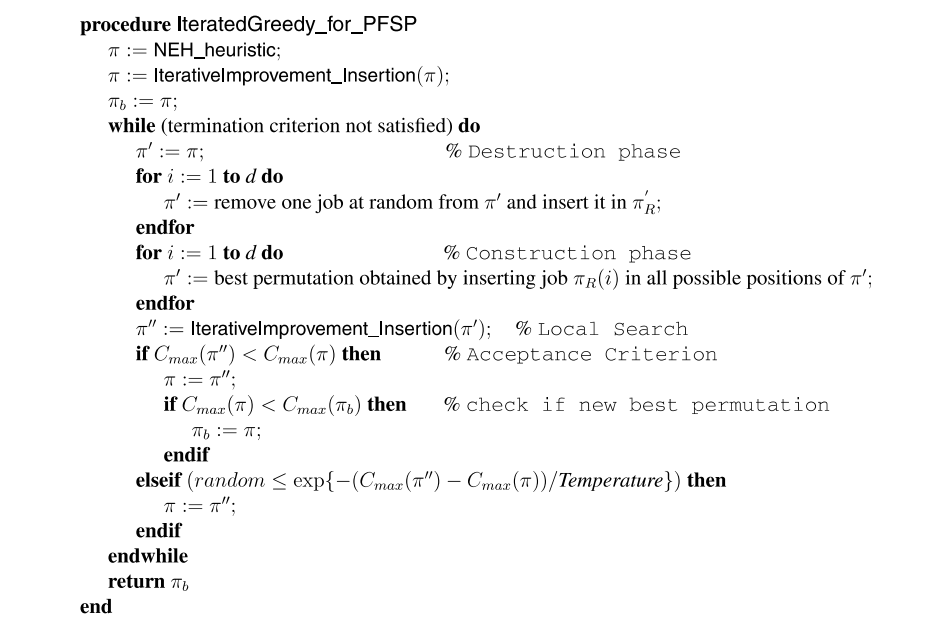 procedure IteratedGreedy_for_PFSP
π := NEH_heuristic;
π := IterativeImprovement_Insertion(π);
π_b := π;
while (termination criterion not satisfied) do
π′ := π; % Destruction phase
for i := 1 to d do
π′ := remove one job at random from π′ and insert it in π′_R;
endfor
for i := 1 to d do % Construction phase
π′ := best permutation obtained by inserting job π_R(i) in all possible positions of π′;
endfor
π″ := IterativeImprovement_Insertion(π′); % Local Search
if C_max(π″) < C_max(π) then % Acceptance Criterion
π := π″;
if C_max(π) < C_max(π_b) then % check if new best permutation
π_b := π;
endif
elseif (random ≤ exp{−(C_max(π″) − C_max(π))/Temperature}) then
π := π″;
endif
endwhile
return π_b
end